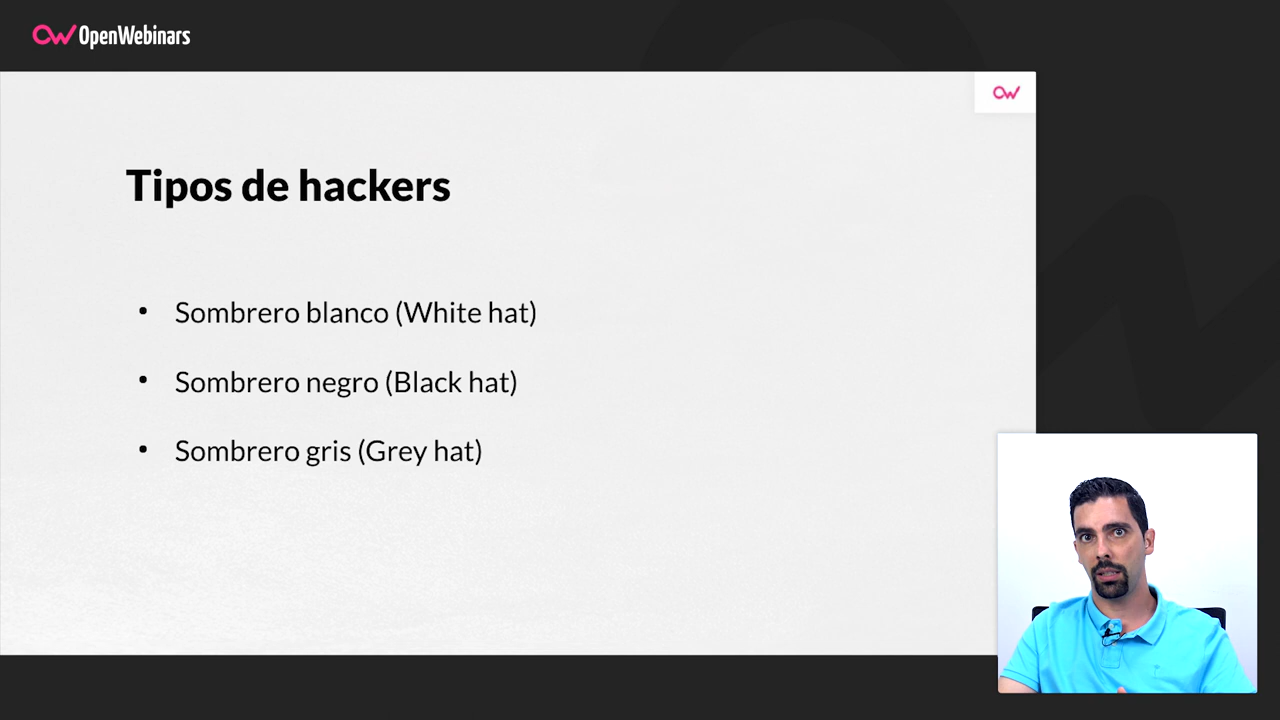 OpenWebinars
Tipos de hackers
• Sombrero blanco (White hat)
• Sombrero negro (Black hat)
• Sombrero gris (Grey hat)